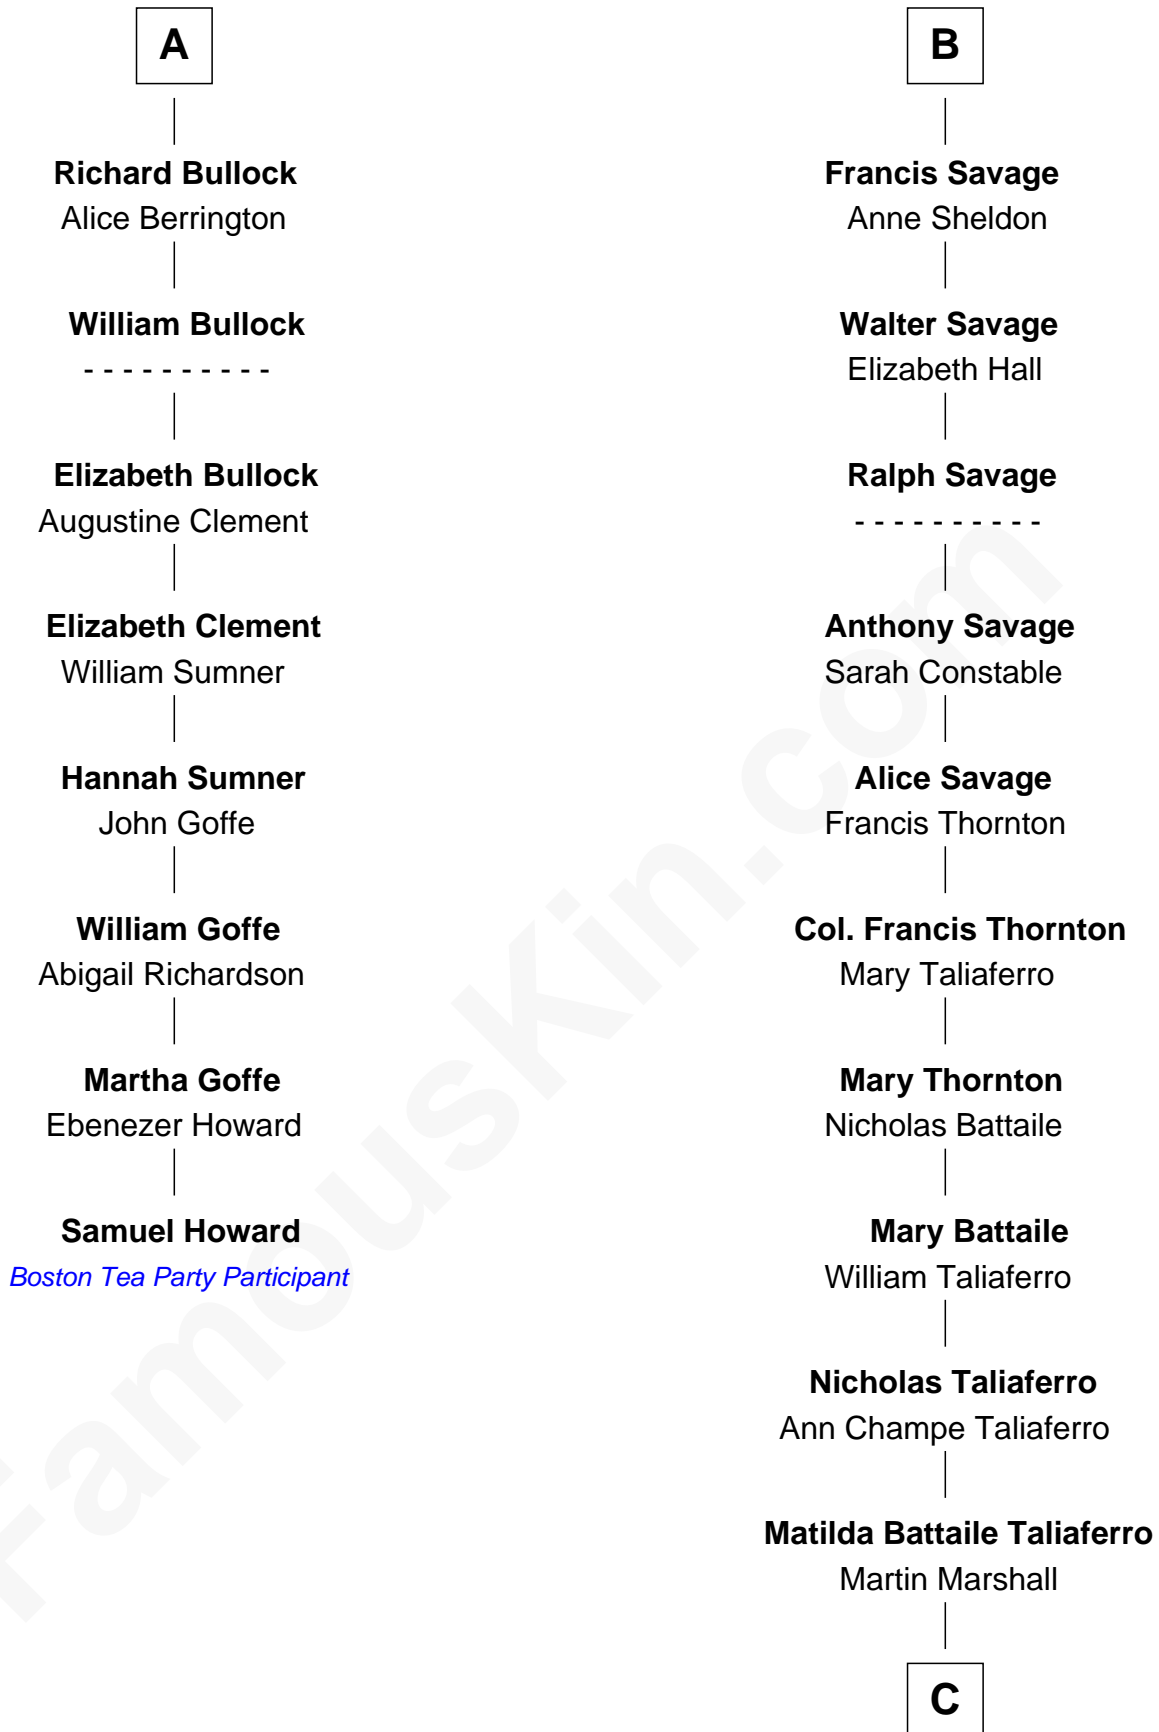 A
Richard Bullock
Alice Berrington
William Bullock
- - - - - - - - - -
Elizabeth Bullock
Augustine Clement
Elizabeth Clement
William Sumner
Hannah Sumner
John Goffe
William Goffe
Abigail Richardson
Martha Goffe
Ebenezer Howard
Samuel Howard
Boston Tea Party Participant
B
Francis Savage
Anne Sheldon
Walter Savage
Elizabeth Hall
Ralph Savage
- - - - - - - - - -
Anthony Savage
Sarah Constable
Alice Savage
Francis Thornton
Col. Francis Thornton
Mary Taliaferro
Mary Thornton
Nicholas Battaile
Mary Battaile
William Taliaferro
Nicholas Taliaferro
Ann Champe Taliaferro
Matilda Battaile Taliaferro
Martin Marshall
C
FamousKin.com